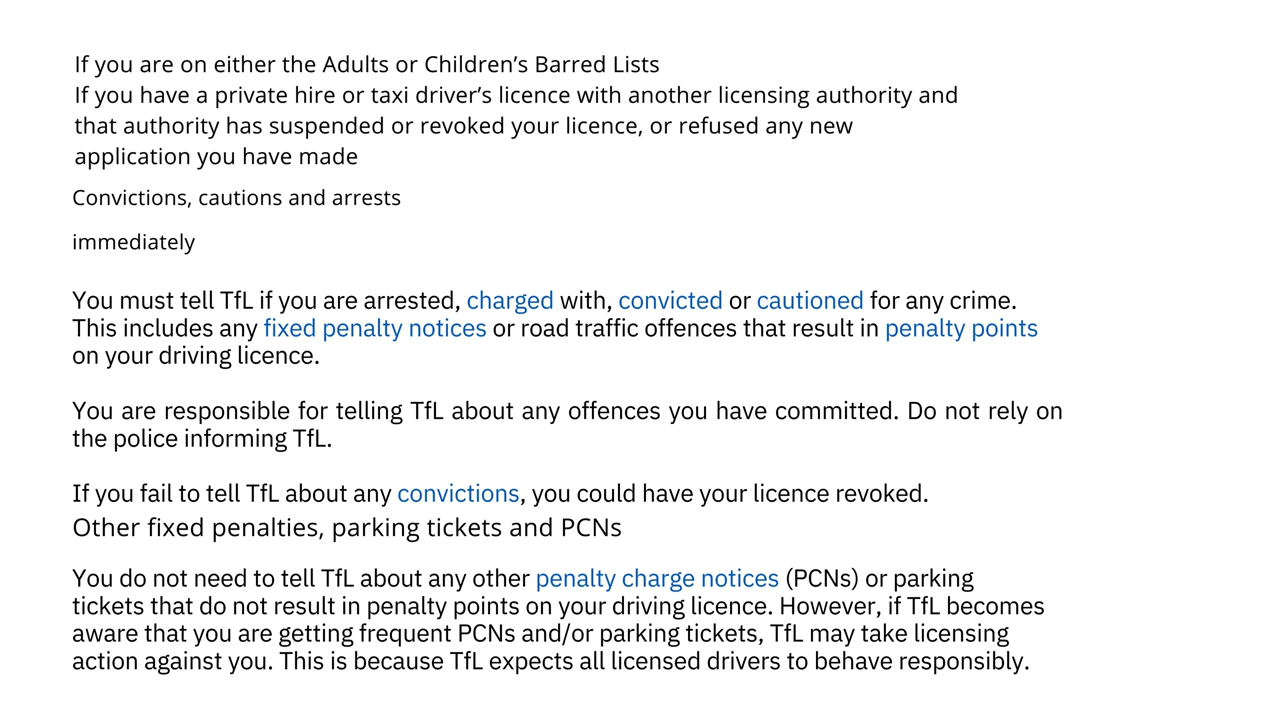 If you are on either the Adults or Children’s Barred Lists
If you have a private hire or taxi driver’s licence with another licensing authority and
that authority has suspended or revoked your licence, or refused any new
application you have made
Convictions, cautions and arrests
immediately
You must tell TfL if you are arrested, charged with, convicted or cautioned for any crime.
This includes any fixed penalty notices or road traffic offences that result in penalty points
on your driving licence.
You are responsible for telling TfL about any offences you have committed. Do not rely on
the police informing TfL.
If you fail to tell TfL about any convictions, you could have your licence revoked.
Other fixed penalties, parking tickets and PCNs
You do not need to tell TfL about any other penalty charge notices (PCNs) or parking
tickets that do not result in penalty points on your driving licence. However, if TfL becomes
aware that you are getting frequent PCNs and/or parking tickets, TfL may take licensing
action against you. This is because TfL expects all licensed drivers to behave responsibly.